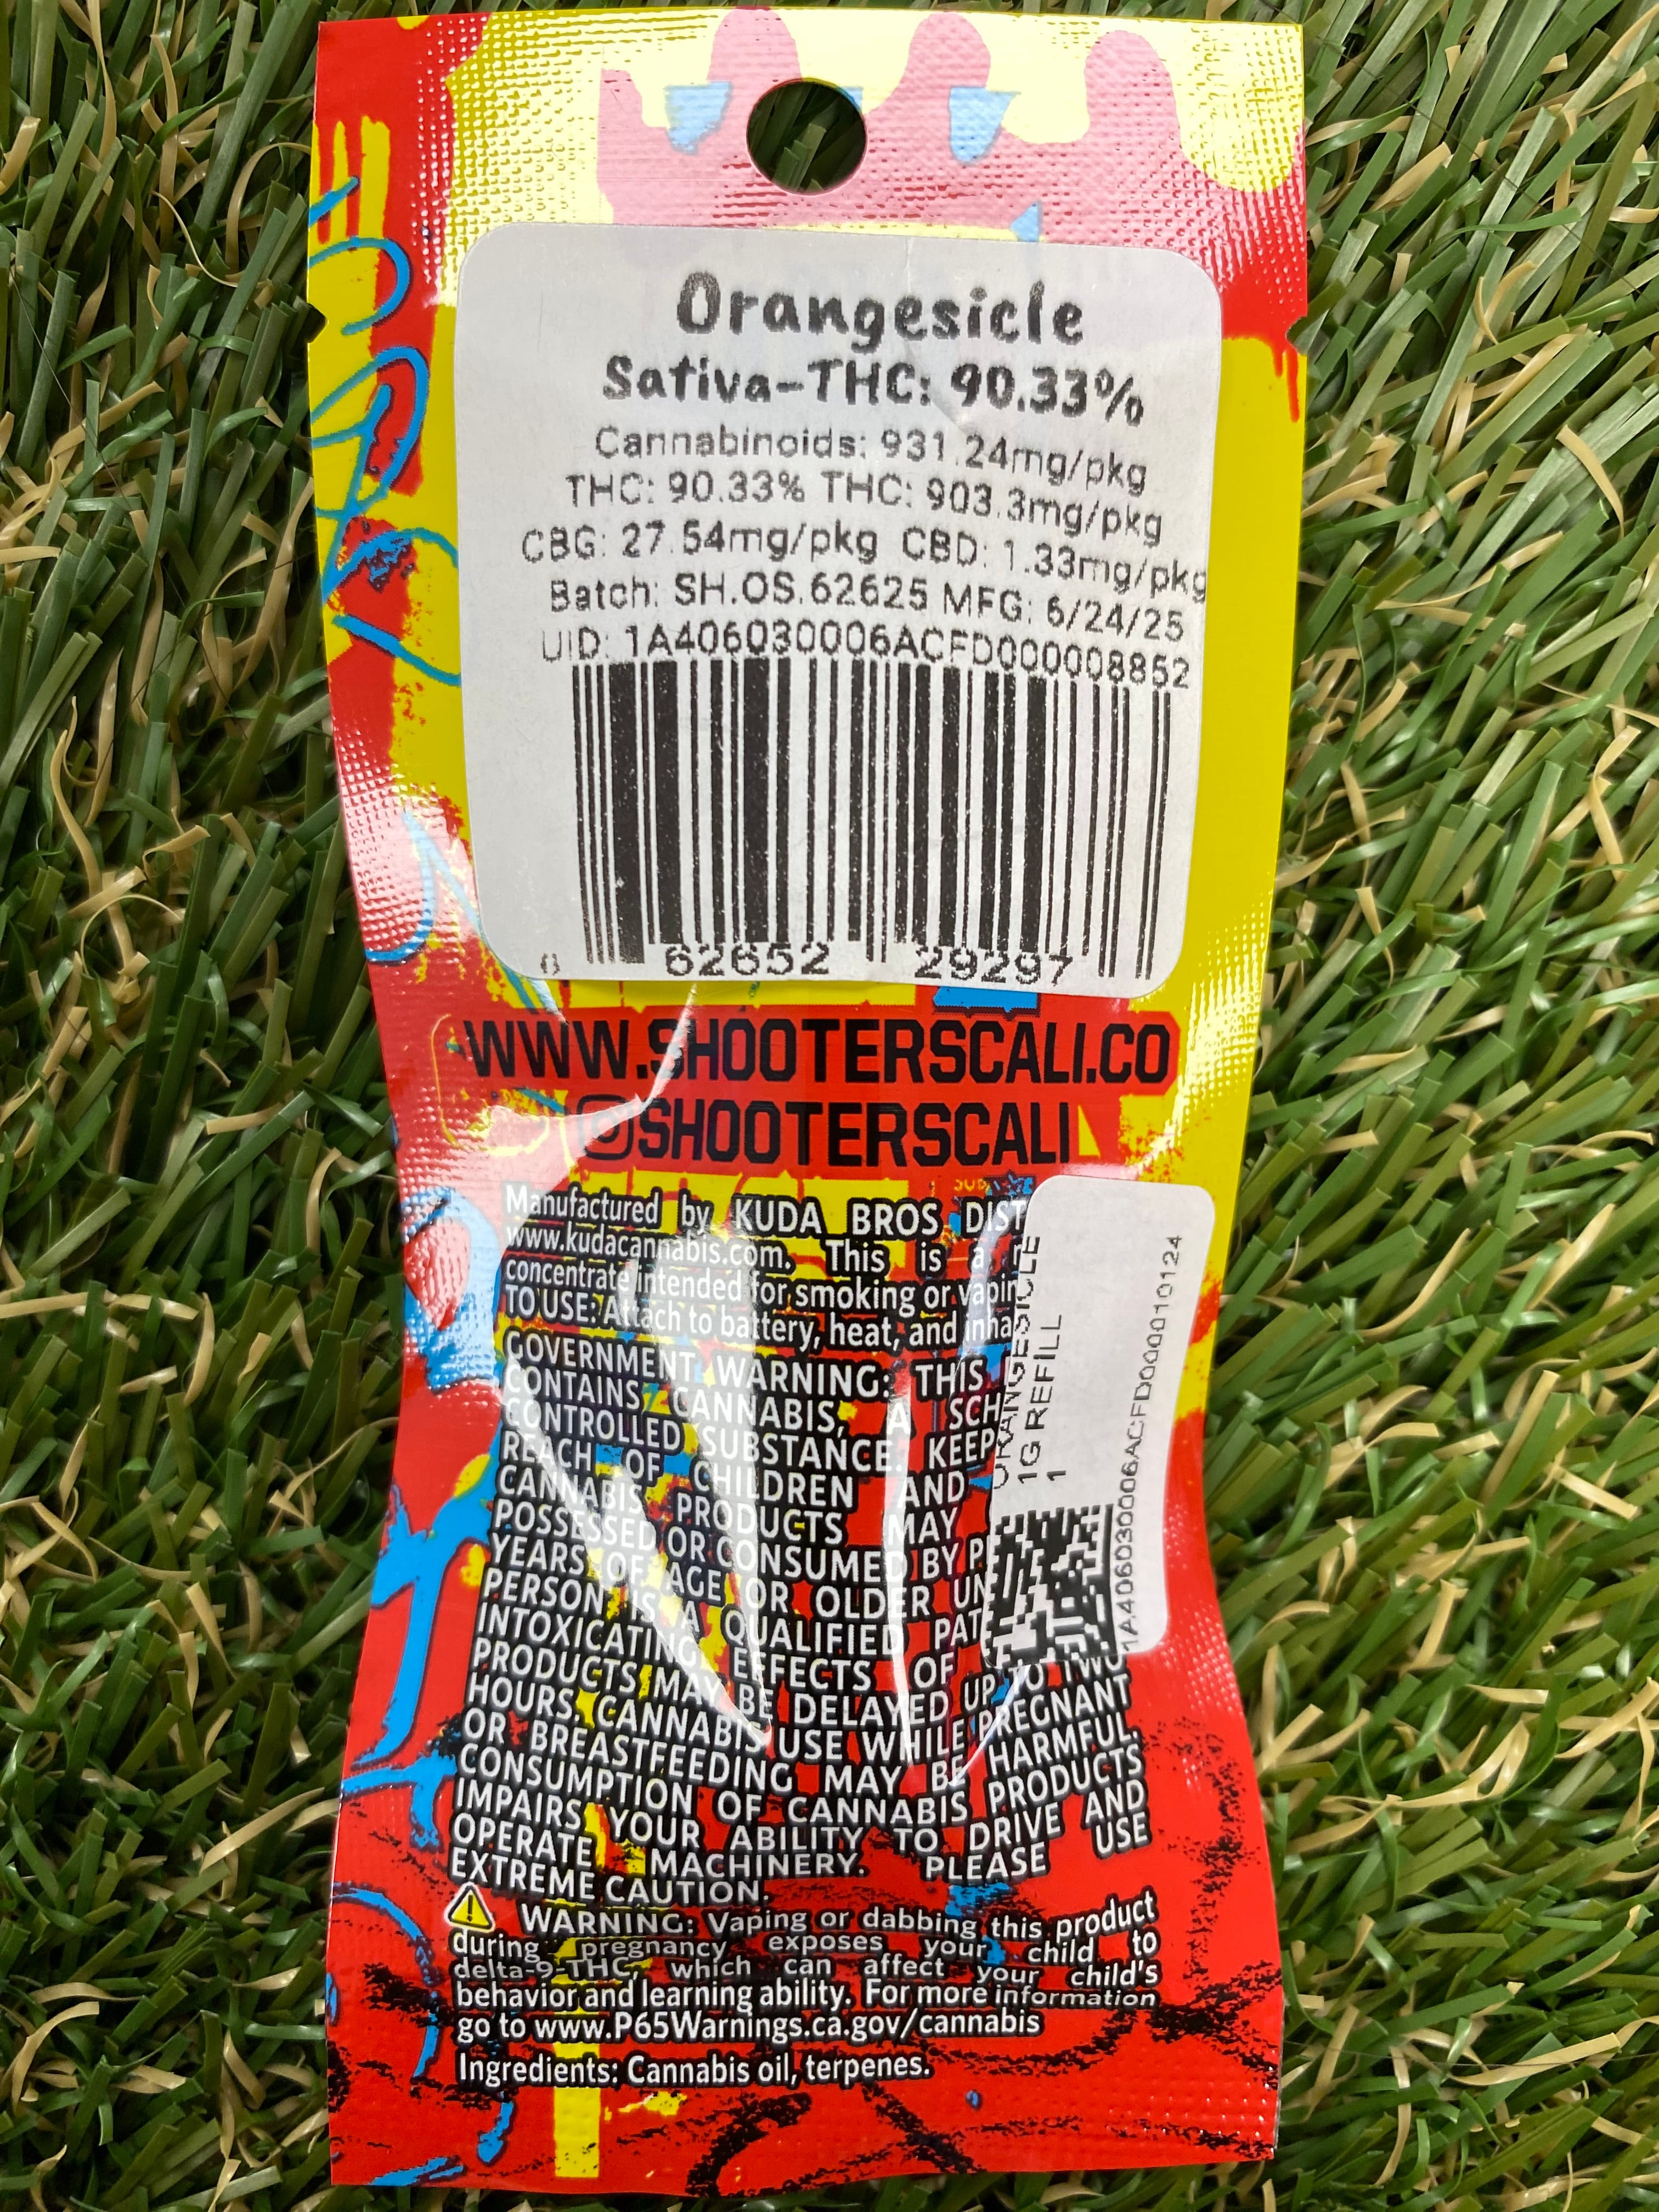 Orangesicle
Sativa-THC: 90.33%
Cannabinoids: 931.24mg/pkg
THC: 90.33% THC: 903.3mg/pkg
CBG: 27.54mg/pkg CBD: 1.33mg/pkg
Batch: SH.OS.62625 MFG: 6/24/25
UID: 1A406030006ACFD000008852
62652 29297
WWW.SHOOTERSCALI.CO
@SHOOTERSCALI
Manufactured by KUDA BROS DIST
www.kudacannabis.com. This is a
concentrate intended for smoking or vapin
TO USE: Attach to battery, heat, and inha
GOVERNMENT WARNING: THIS
CONTAINS CANNABIS, A SCH
CONTROLLED SUBSTANCE. KEEP
REACH OF CHILDREN AND
CANNABIS PRODUCTS MAY
POSSESSED OR CONSUMED BY P
YEARS OF AGE OR OLDER UN
PERSON IS A QUALIFIED PAT
INTOXICATING EFFECTS OF
PRODUCTS MAY BE DELAYED UP TO TWO
HOURS. CANNABIS USE WHILE PREGNANT
OR BREASTFEEDING MAY BE HARMFUL.
CONSUMPTION OF CANNABIS PRODUCTS
IMPAIRS YOUR ABILITY TO DRIVE AND
OPERATE MACHINERY. PLEASE USE
EXTREME CAUTION.
WARNING: Vaping or dabbing this product
during pregnancy exposes your child to
delta-9-THC, which can affect your child's
behavior and learning ability. For more information
go to www.P65Warnings.ca.gov/cannabis
Ingredients: Cannabis oil, terpenes.
ORANGESICLE
1G REFILL
1
1A406030006ACFD000010124